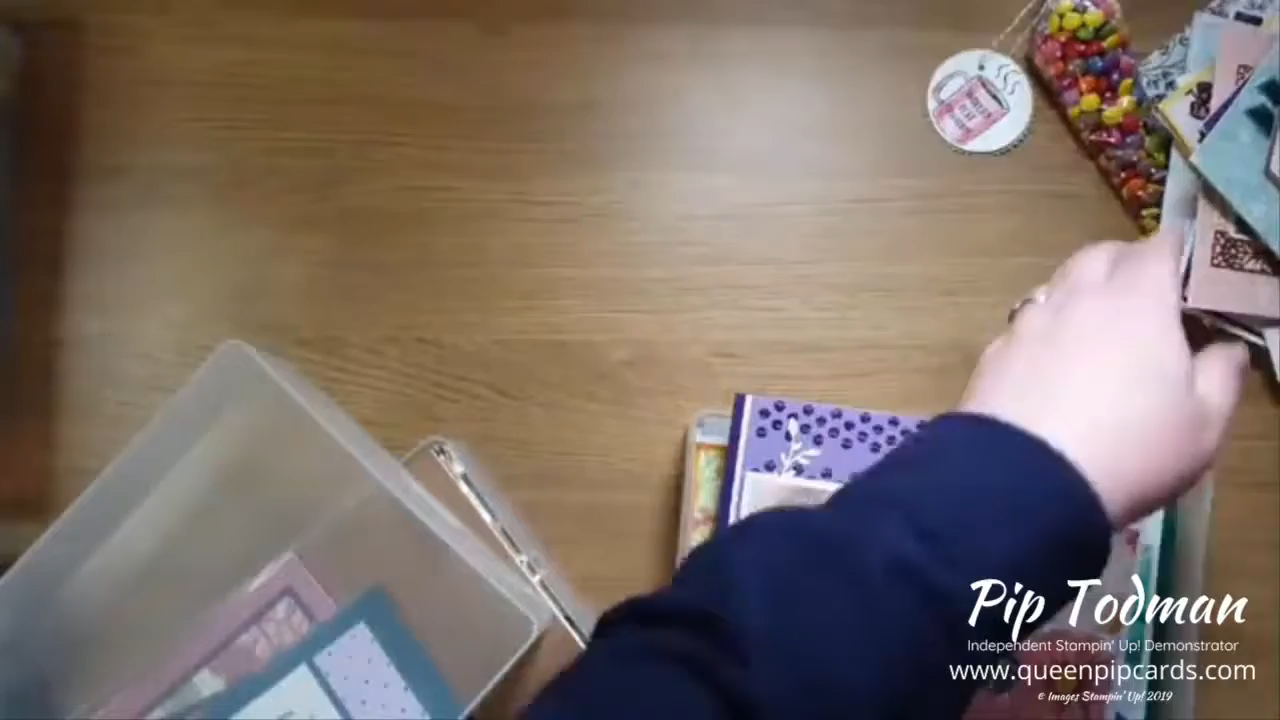 Pip Todman
Independent Stampin' Up! Demonstrator
www.queenpipcards.com
© Images Stampin' Up! 2019